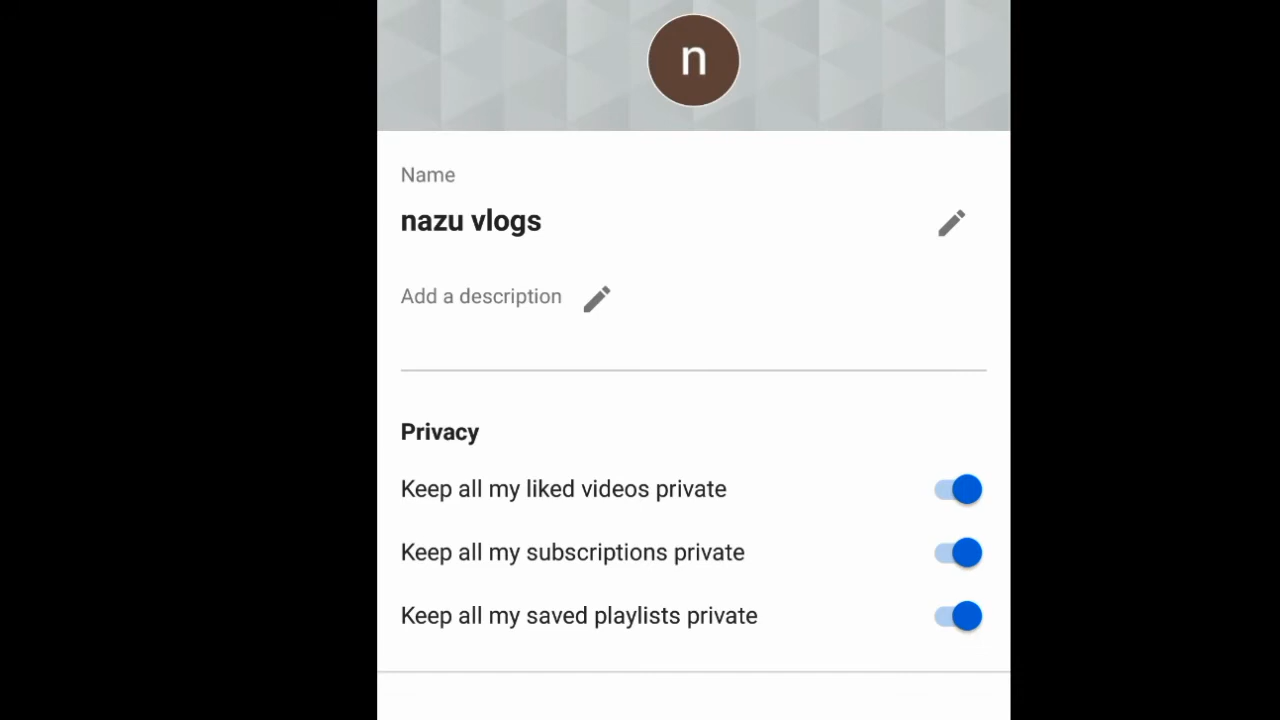 n
Name
nazu vlogs
Add a description
Privacy
Keep all my liked videos private
Keep all my subscriptions private
Keep all my saved playlists private